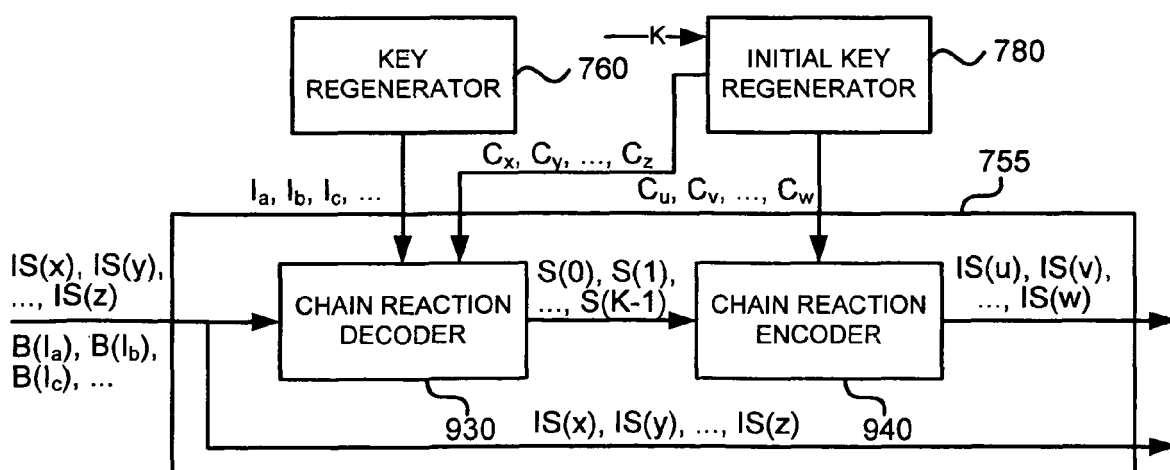 K
KEY
REGENERATOR
760
INITIAL KEY
REGENERATOR
780
Cx, Cy, ..., Cz
Ia, Ib, Ic, ...
Cu, Cv, ..., Cw
755
IS(x), IS(y),
..., IS(z)
B(Ia), B(Ib),
B(Ic), ...
CHAIN REACTION
DECODER
930
S(0), S(1),
..., S(K-1)
CHAIN REACTION
ENCODER
940
IS(u), IS(v),
..., IS(w)
IS(x), IS(y), ..., IS(z)